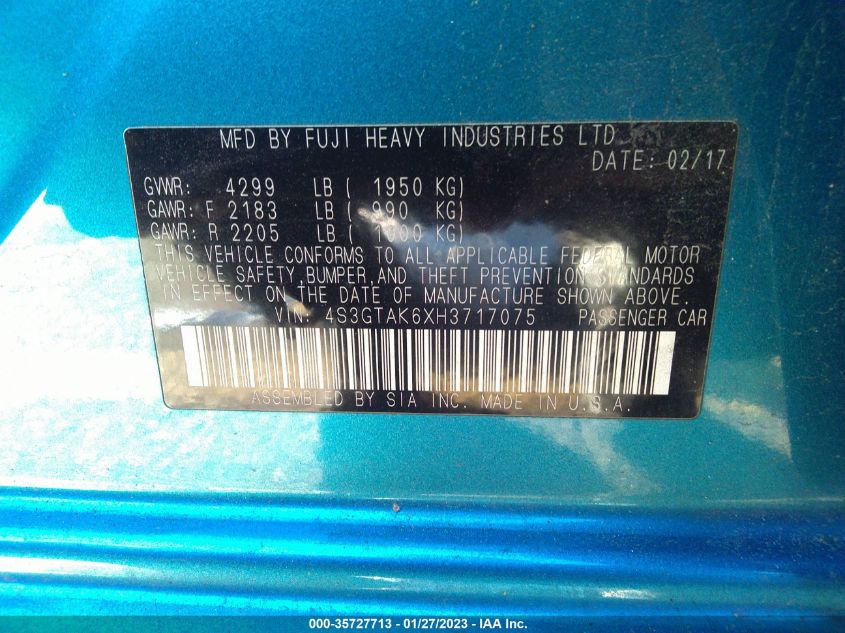 MFD BY FUJI HEAVY INDUSTRIES LTD
DATE: 02/17
GVWR: 4299 LB ( 1950 KG)
GAWR: F 2183 LB ( 990 KG)
GAWR: R 2205 LB ( 1000 KG)
THIS VEHICLE CONFORMS TO ALL APPLICABLE FEDERAL MOTOR
VEHICLE SAFETY,BUMPER,AND THEFT PREVENTION STANDARDS
IN EFFECT ON THE DATE OF MANUFACTURE SHOWN ABOVE.
VIN: 4S3GTAK6XH3717075 PASSENGER CAR
ASSEMBLED BY SIA INC. MADE IN U.S.A.
000-35727713 - 01/27/2023 - IAA Inc.